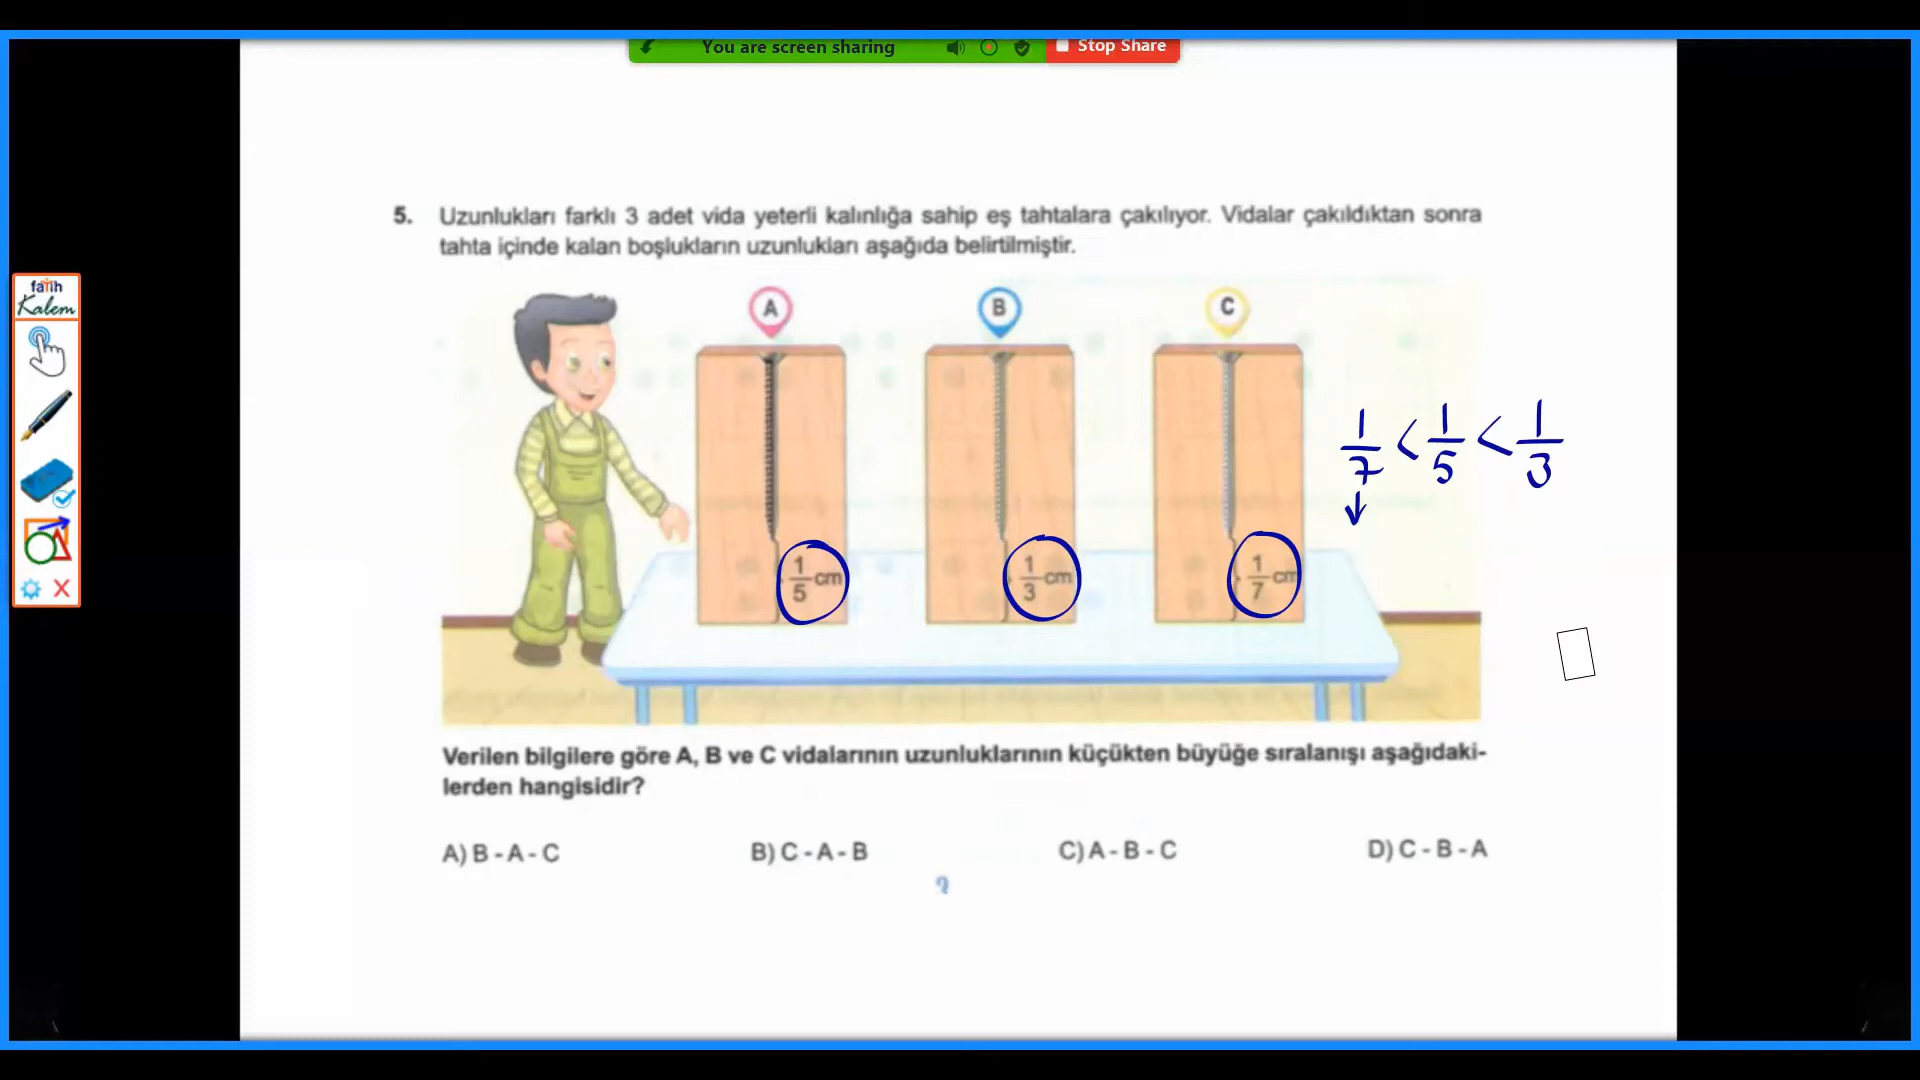 You are screen sharing
Stop Share
fatih
Kalem
5. Uzunlukları farklı 3 adet vida yeterli kalınlığa sahip eş tahtalara çakılıyor. Vidalar çakıldıktan sonra
tahta içinde kalan boşlukların uzunlukları aşağıda belirtilmiştir.
A B C
1/7 < 1/5 < 1/3
1/5 cm 1/3 cm 1/7 cm
Verilen bilgilere göre A, B ve C vidalarının uzunluklarının küçükten büyüğe sıralanışı aşağıdaki-
lerden hangisidir?
A) B - A - C B) C - A - B C) A - B - C D) C - B - A